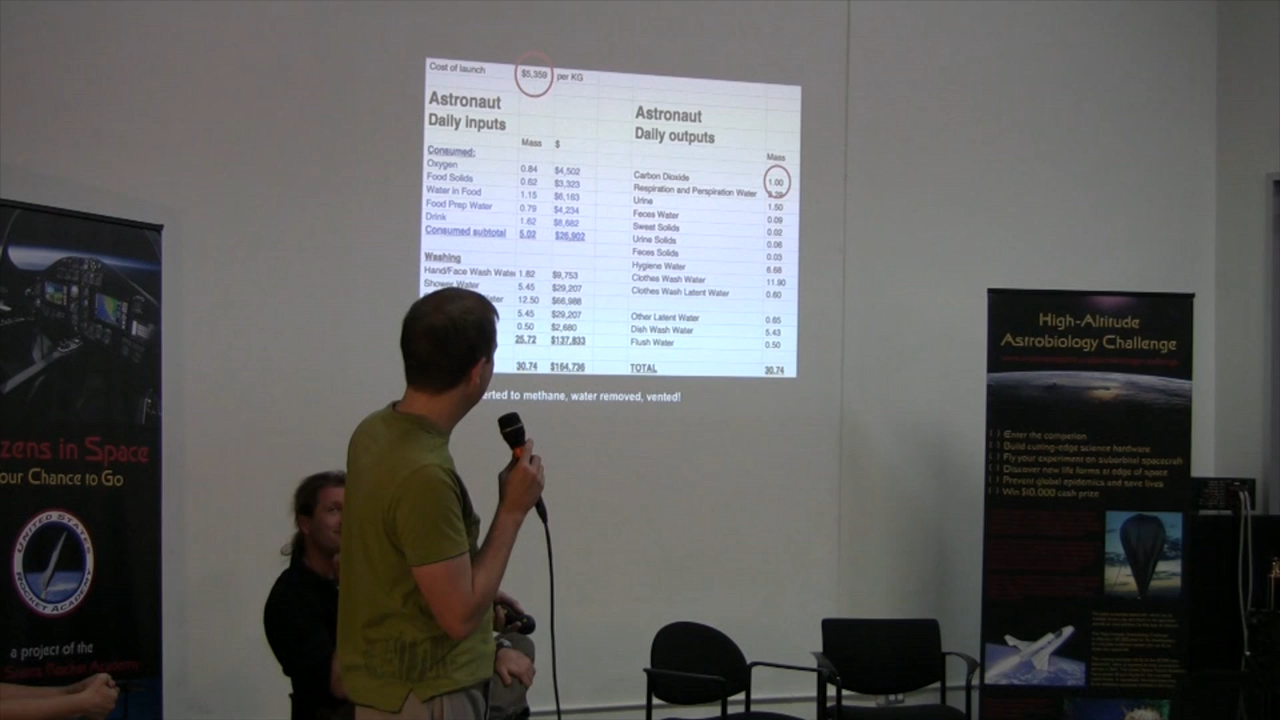 Cost of launch $5,359 per KG
Astronaut
Daily inputs
Mass $
Consumed:
Oxygen 0.84 $4,502
Food Solids 0.62 $3,323
Water in Food 1.15 $6,163
Food Prep Water 0.79 $4,234
Drink 1.62 $8,682
Consumed subtotal 5.02 $26,902
Washing
Hand/Face Wash Water 1.82 $9,753
Shower Water 5.45 $29,207
12.50 $66,988
5.45 $29,207
0.50 $2,680
25.72 $137,833
30.74 $164,736
Astronaut
Daily outputs
Mass
Carbon Dioxide 1.00
Respiration and Perspiration Water
Urine 1.50
Feces Water 0.09
Sweat Solids 0.02
Urine Solids 0.06
Feces Solids 0.03
Hygiene Water 6.68
Clothes Wash Water 11.90
Clothes Wash Latent Water 0.60
Other Latent Water 0.65
Dish Wash Water 5.43
Flush Water 0.50
TOTAL 30.74
erted to methane, water removed, vented!
zens in Space
our Chance to Go
UNITED STATES
ROCKET ACADEMY
a project of the
States Rocket Academy
High-Altitude
Astrobiology Challenge
Enter the competion
Build cutting-edge science hardware
Fly your experiment on suborbital spacecraft
Discover new life forms at edge of space
Prevent global epidemics and save lives
Win $10,000 cash prize